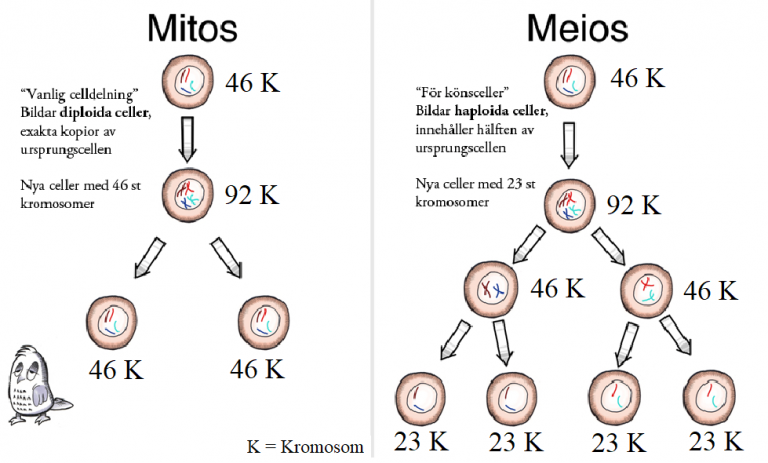 Mitos
46 K
"Vanlig celldelning"
Bildar diploida celler,
exakta kopior av
ursprungscellen
Nya celler med 46 st
kromosomer
92 K
46 K
46 K
K = Kromosom
Meios
46 K
"För könsceller"
Bildar haploida celler,
innehåller hälften av
ursprungscellen
Nya celler med 23 st
kromosomer
92 K
46 K
46 K
23 K
23 K
23 K
23 K